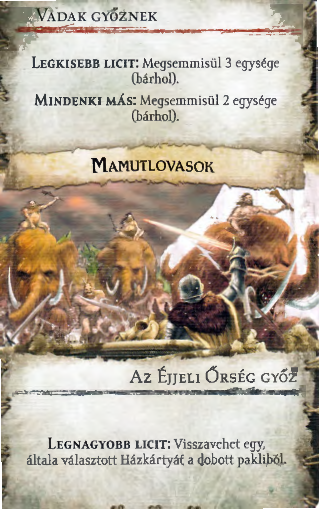 VADAK GYŐZNEK
LEGKISEBB LICIT: Megsemmisül 3 egysége
(bárhol).
MINDENKI MÁS: Megsemmisül 2 egysége
(bárhol).
MAMUTLOVASOK
AZ ÉJJELI ŐRSÉG GYŐZ
LEGNAGYOBB LICIT: Visszavehet egy,
általa választott Házkártyát a dobott pakliból.